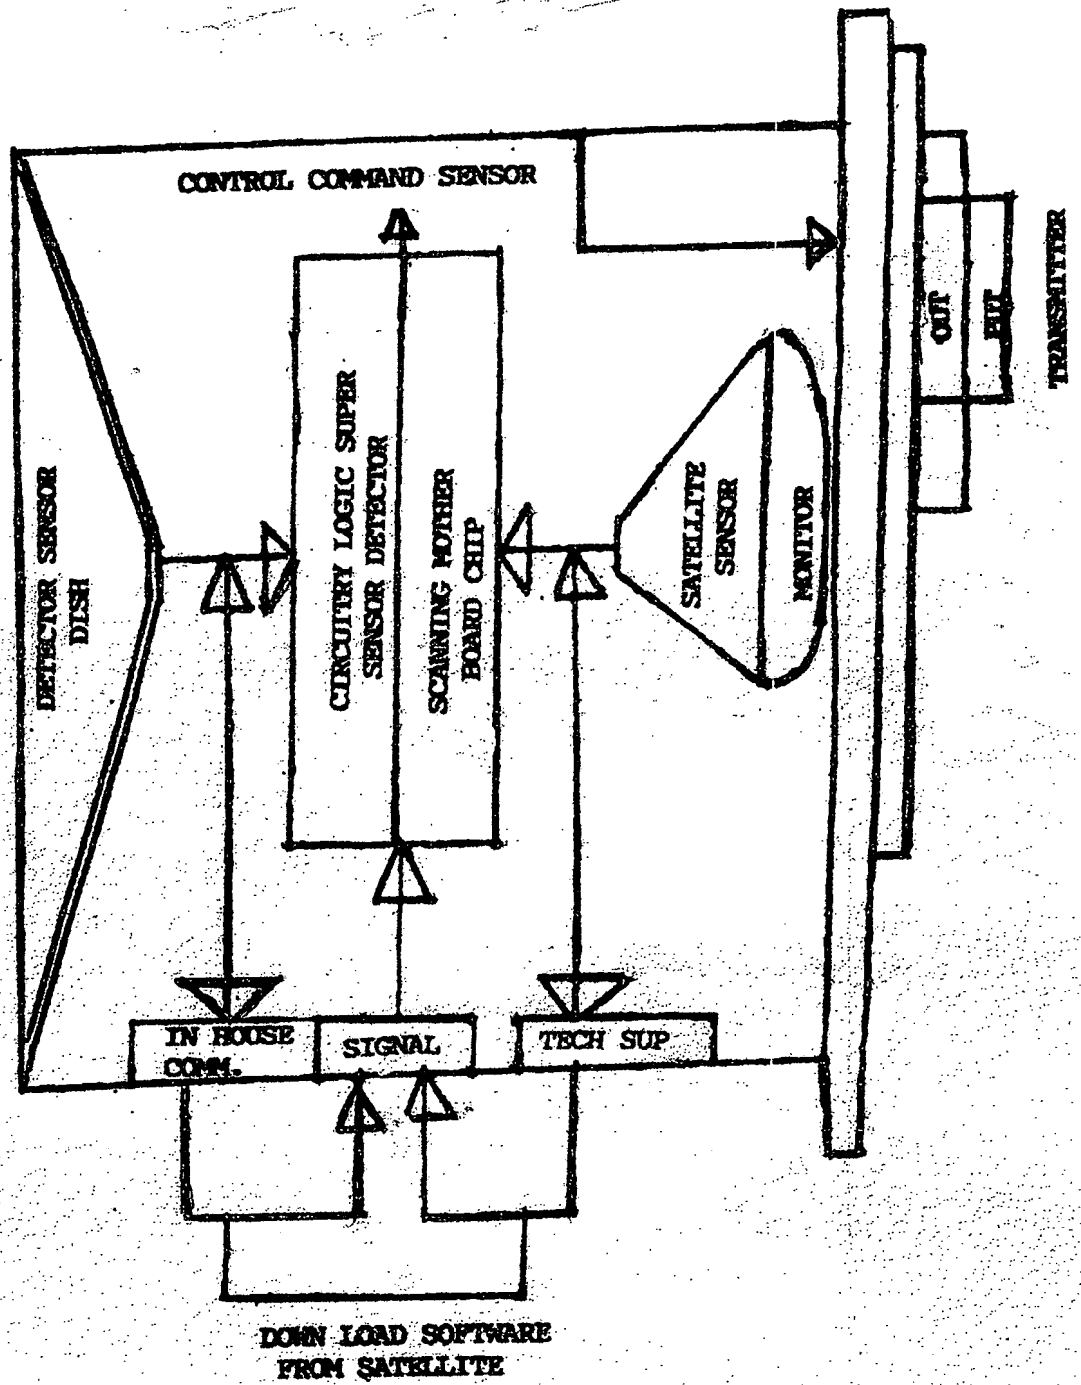 CONTROL COMMAND SENSOR
DETECTOR SENSOR
DISH
CIRCUITRY LOGIC SUPER
SENSOR DETECTOR
SCANNING MOTHER
BOARD CHIP
SATELLITE
SENSOR
MONITOR
OUT
PUT
TRANSMITTER
IN HOUSE
COMM.
SIGNAL
TECH SUP
DOWN LOAD SOFTWARE
FROM SATELLITE